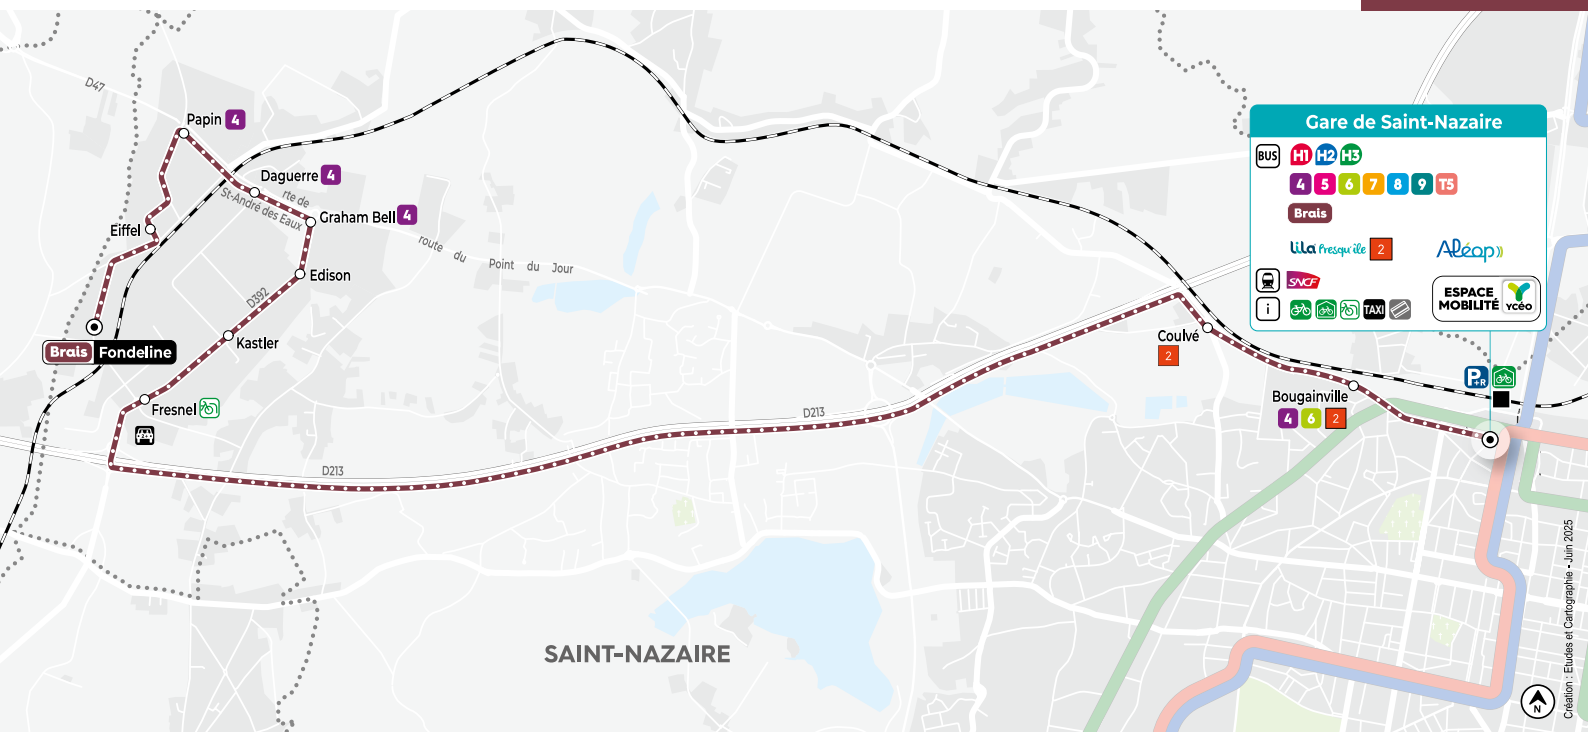 D47
Papin 4
Daguerre 4
rte de
St-André des Eaux
Graham Bell 4
Eiffel
route du Point du Jour
Edison
D392
Brais Fondeline
Kastler
Fresnel
D213
D213
SAINT-NAZAIRE
Coulvé
2
Bougainville
4 6 2
P+R
Gare de Saint-Nazaire
BUS H1 H2 H3
4 5 6 7 8 9 T5
Brais
Lila Presqu'île 2 Aléop
SNCF
ESPACE
MOBILITÉ YCÉO
i TAXI
N
Création : Etudes et Cartographie - Juin 2025